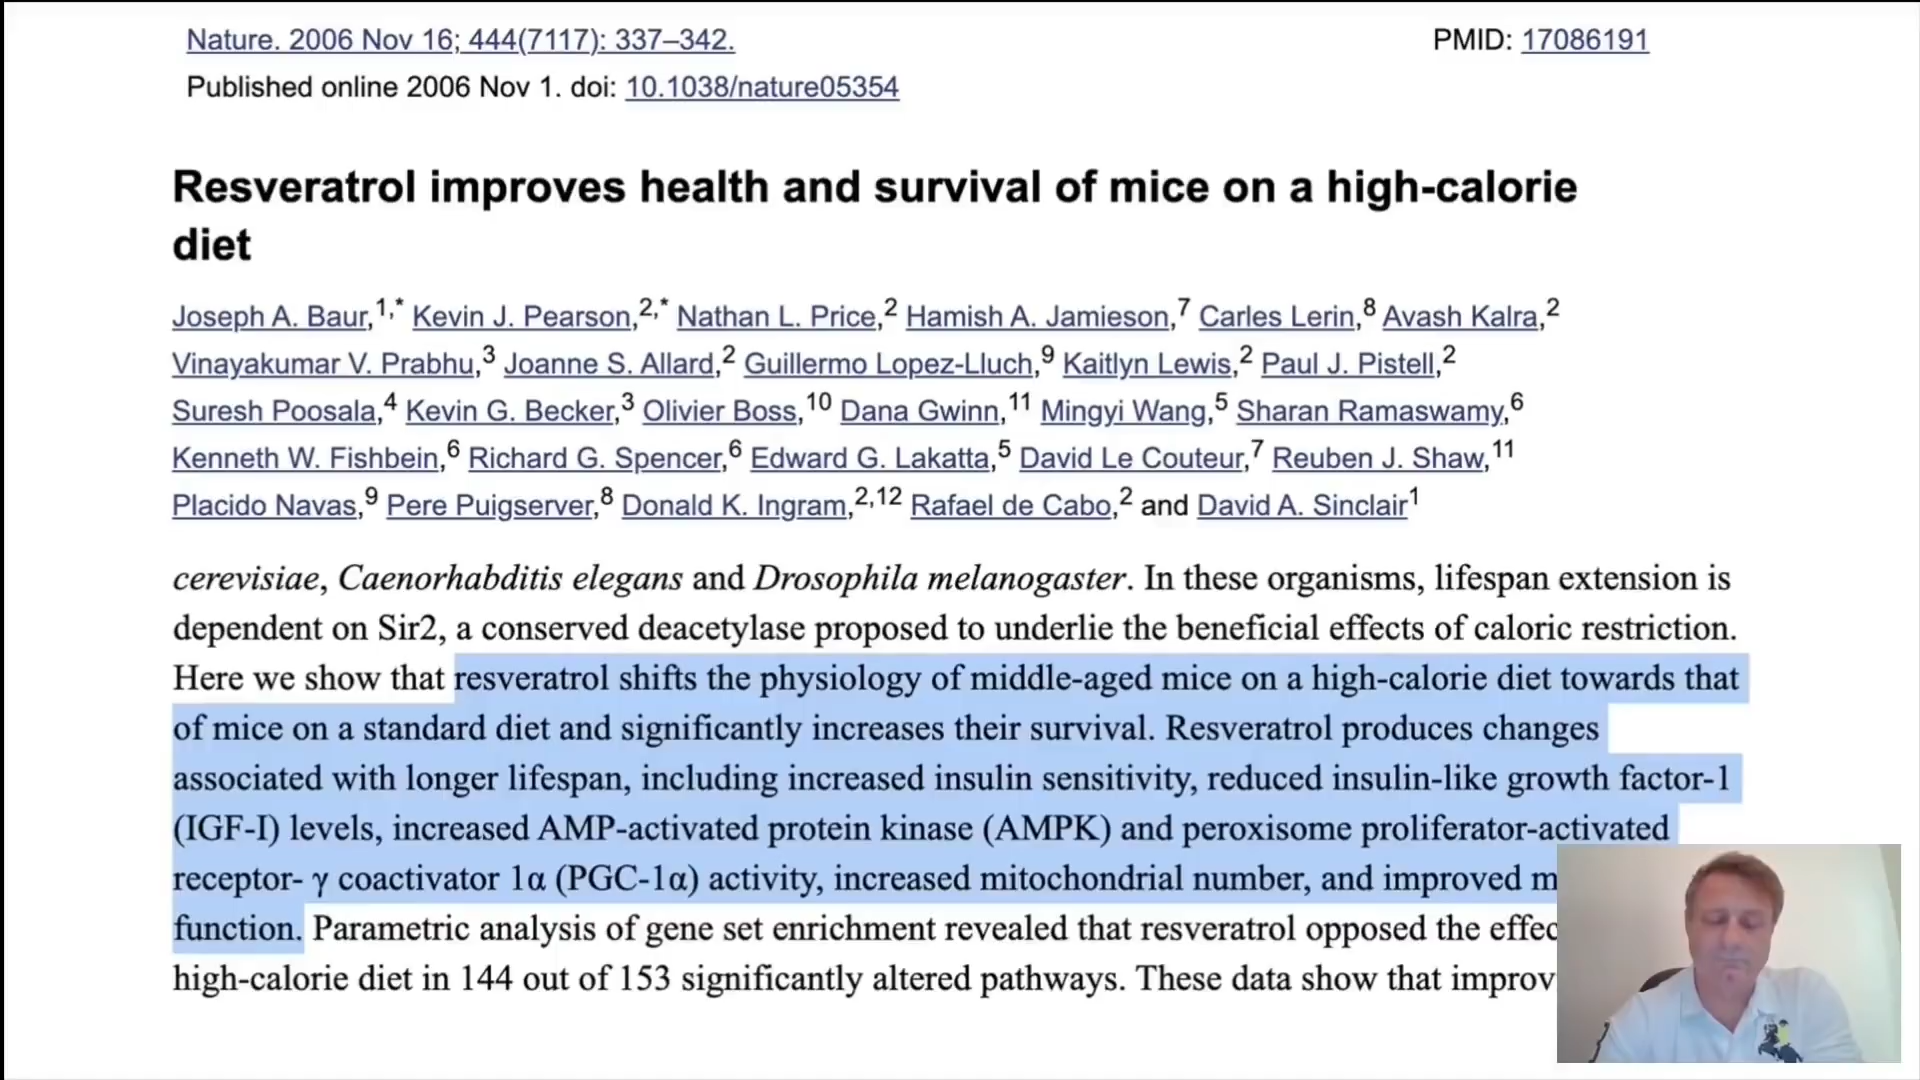 Nature. 2006 Nov 16; 444(7117): 337–342.
PMID: 17086191
Published online 2006 Nov 1. doi: 10.1038/nature05354
Resveratrol improves health and survival of mice on a high-calorie
diet
Joseph A. Baur,1,* Kevin J. Pearson,2,* Nathan L. Price,2 Hamish A. Jamieson,7 Carles Lerin,8 Avash Kalra,2
Vinayakumar V. Prabhu,3 Joanne S. Allard,2 Guillermo Lopez-Lluch,9 Kaitlyn Lewis,2 Paul J. Pistell,2
Suresh Poosala,4 Kevin G. Becker,3 Olivier Boss,10 Dana Gwinn,11 Mingyi Wang,5 Sharan Ramaswamy,6
Kenneth W. Fishbein,6 Richard G. Spencer,6 Edward G. Lakatta,5 David Le Couteur,7 Reuben J. Shaw,11
Placido Navas,9 Pere Puigserver,8 Donald K. Ingram,2,12 Rafael de Cabo,2 and David A. Sinclair1
cerevisiae, Caenorhabditis elegans and Drosophila melanogaster. In these organisms, lifespan extension is
dependent on Sir2, a conserved deacetylase proposed to underlie the beneficial effects of caloric restriction.
Here we show that resveratrol shifts the physiology of middle-aged mice on a high-calorie diet towards that
of mice on a standard diet and significantly increases their survival. Resveratrol produces changes
associated with longer lifespan, including increased insulin sensitivity, reduced insulin-like growth factor-1
(IGF-I) levels, increased AMP-activated protein kinase (AMPK) and peroxisome proliferator-activated
receptor- γ coactivator 1α (PGC-1α) activity, increased mitochondrial number, and improved m
function. Parametric analysis of gene set enrichment revealed that resveratrol opposed the effec
high-calorie diet in 144 out of 153 significantly altered pathways. These data show that improv